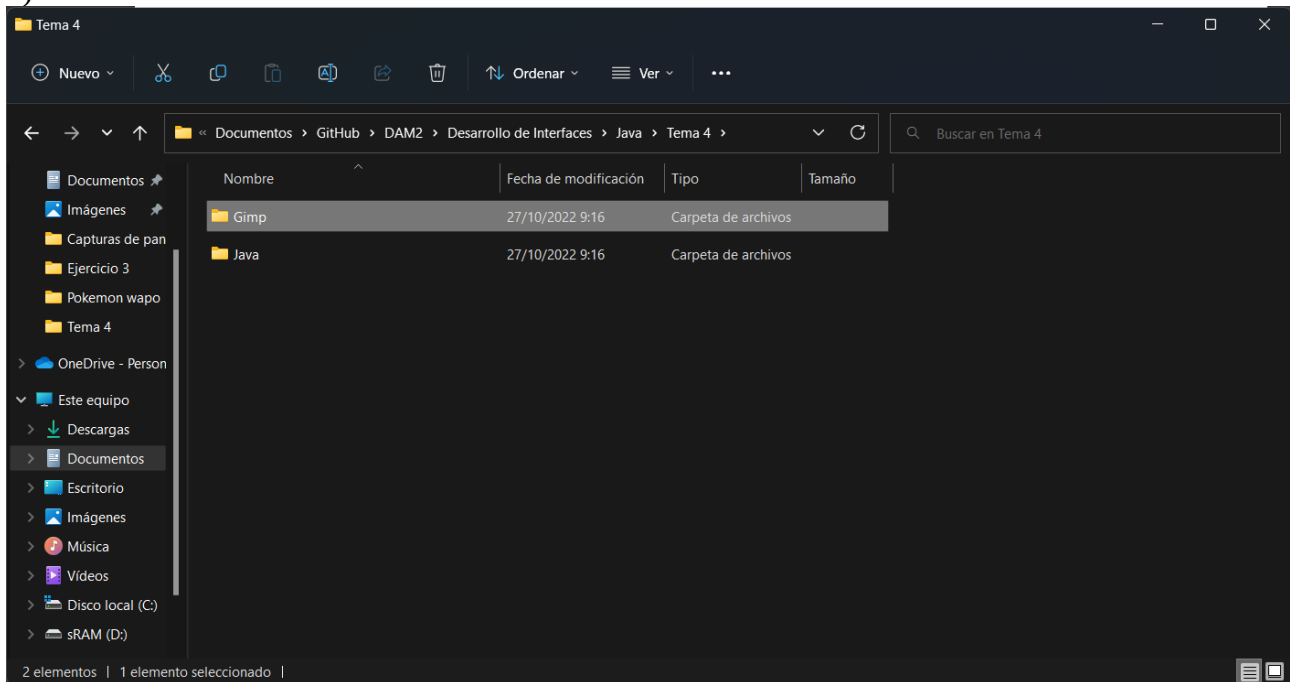 Tema 4
Nuevo
Ordenar
Ver
« Documentos › GitHub › DAM2 › Desarrollo de Interfaces › Java › Tema 4 ›
Buscar en Tema 4
Documentos
Imágenes
Capturas de pan
Ejercicio 3
Pokemon wapo
Tema 4
OneDrive - Person
Este equipo
Descargas
Documentos
Escritorio
Imágenes
Música
Vídeos
Disco local (C:)
sRAM (D:)
Nombre Fecha de modificación Tipo Tamaño
Gimp 27/10/2022 9:16 Carpeta de archivos
Java 27/10/2022 9:16 Carpeta de archivos
2 elementos | 1 elemento seleccionado |